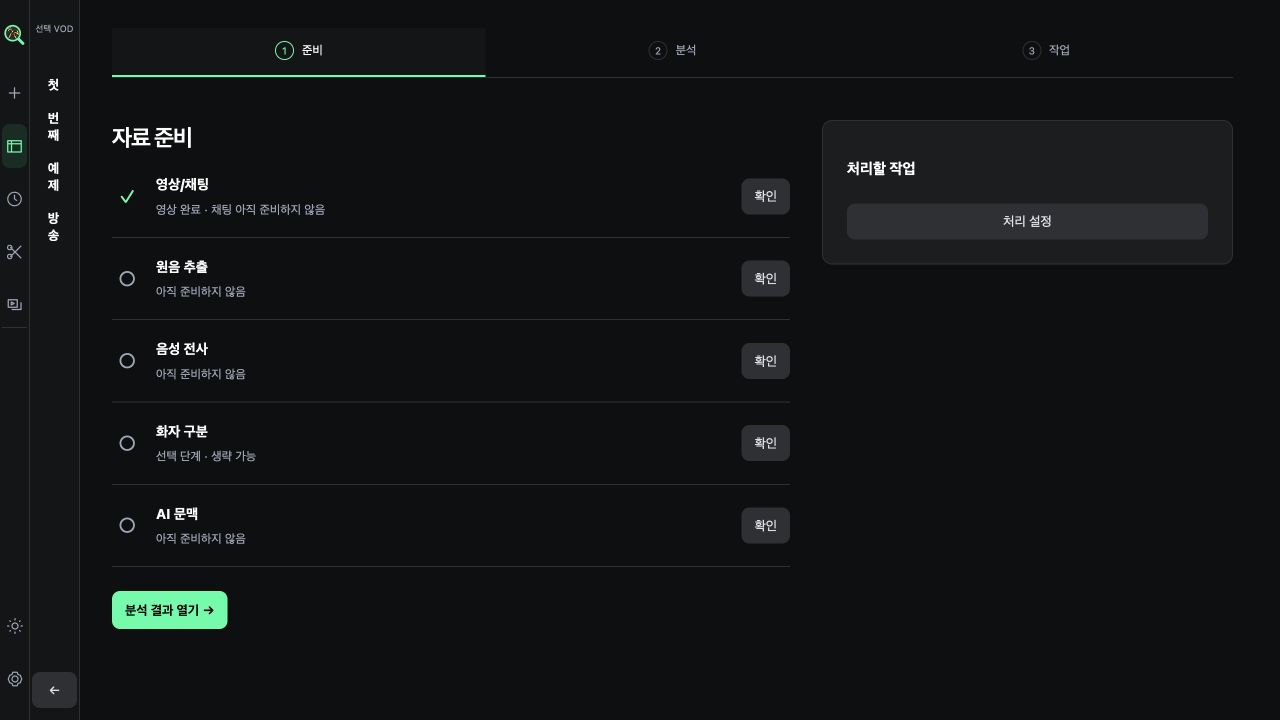 선택 VOD
첫
번
째
예
제
방
송
1 준비
2 분석
3 작업
자료 준비
영상/채팅
영상 완료 · 채팅 아직 준비하지 않음
확인
원음 추출
아직 준비하지 않음
확인
음성 전사
아직 준비하지 않음
확인
화자 구분
선택 단계 · 생략 가능
확인
AI 문맥
아직 준비하지 않음
확인
분석 결과 열기 →
처리할 작업
처리 설정